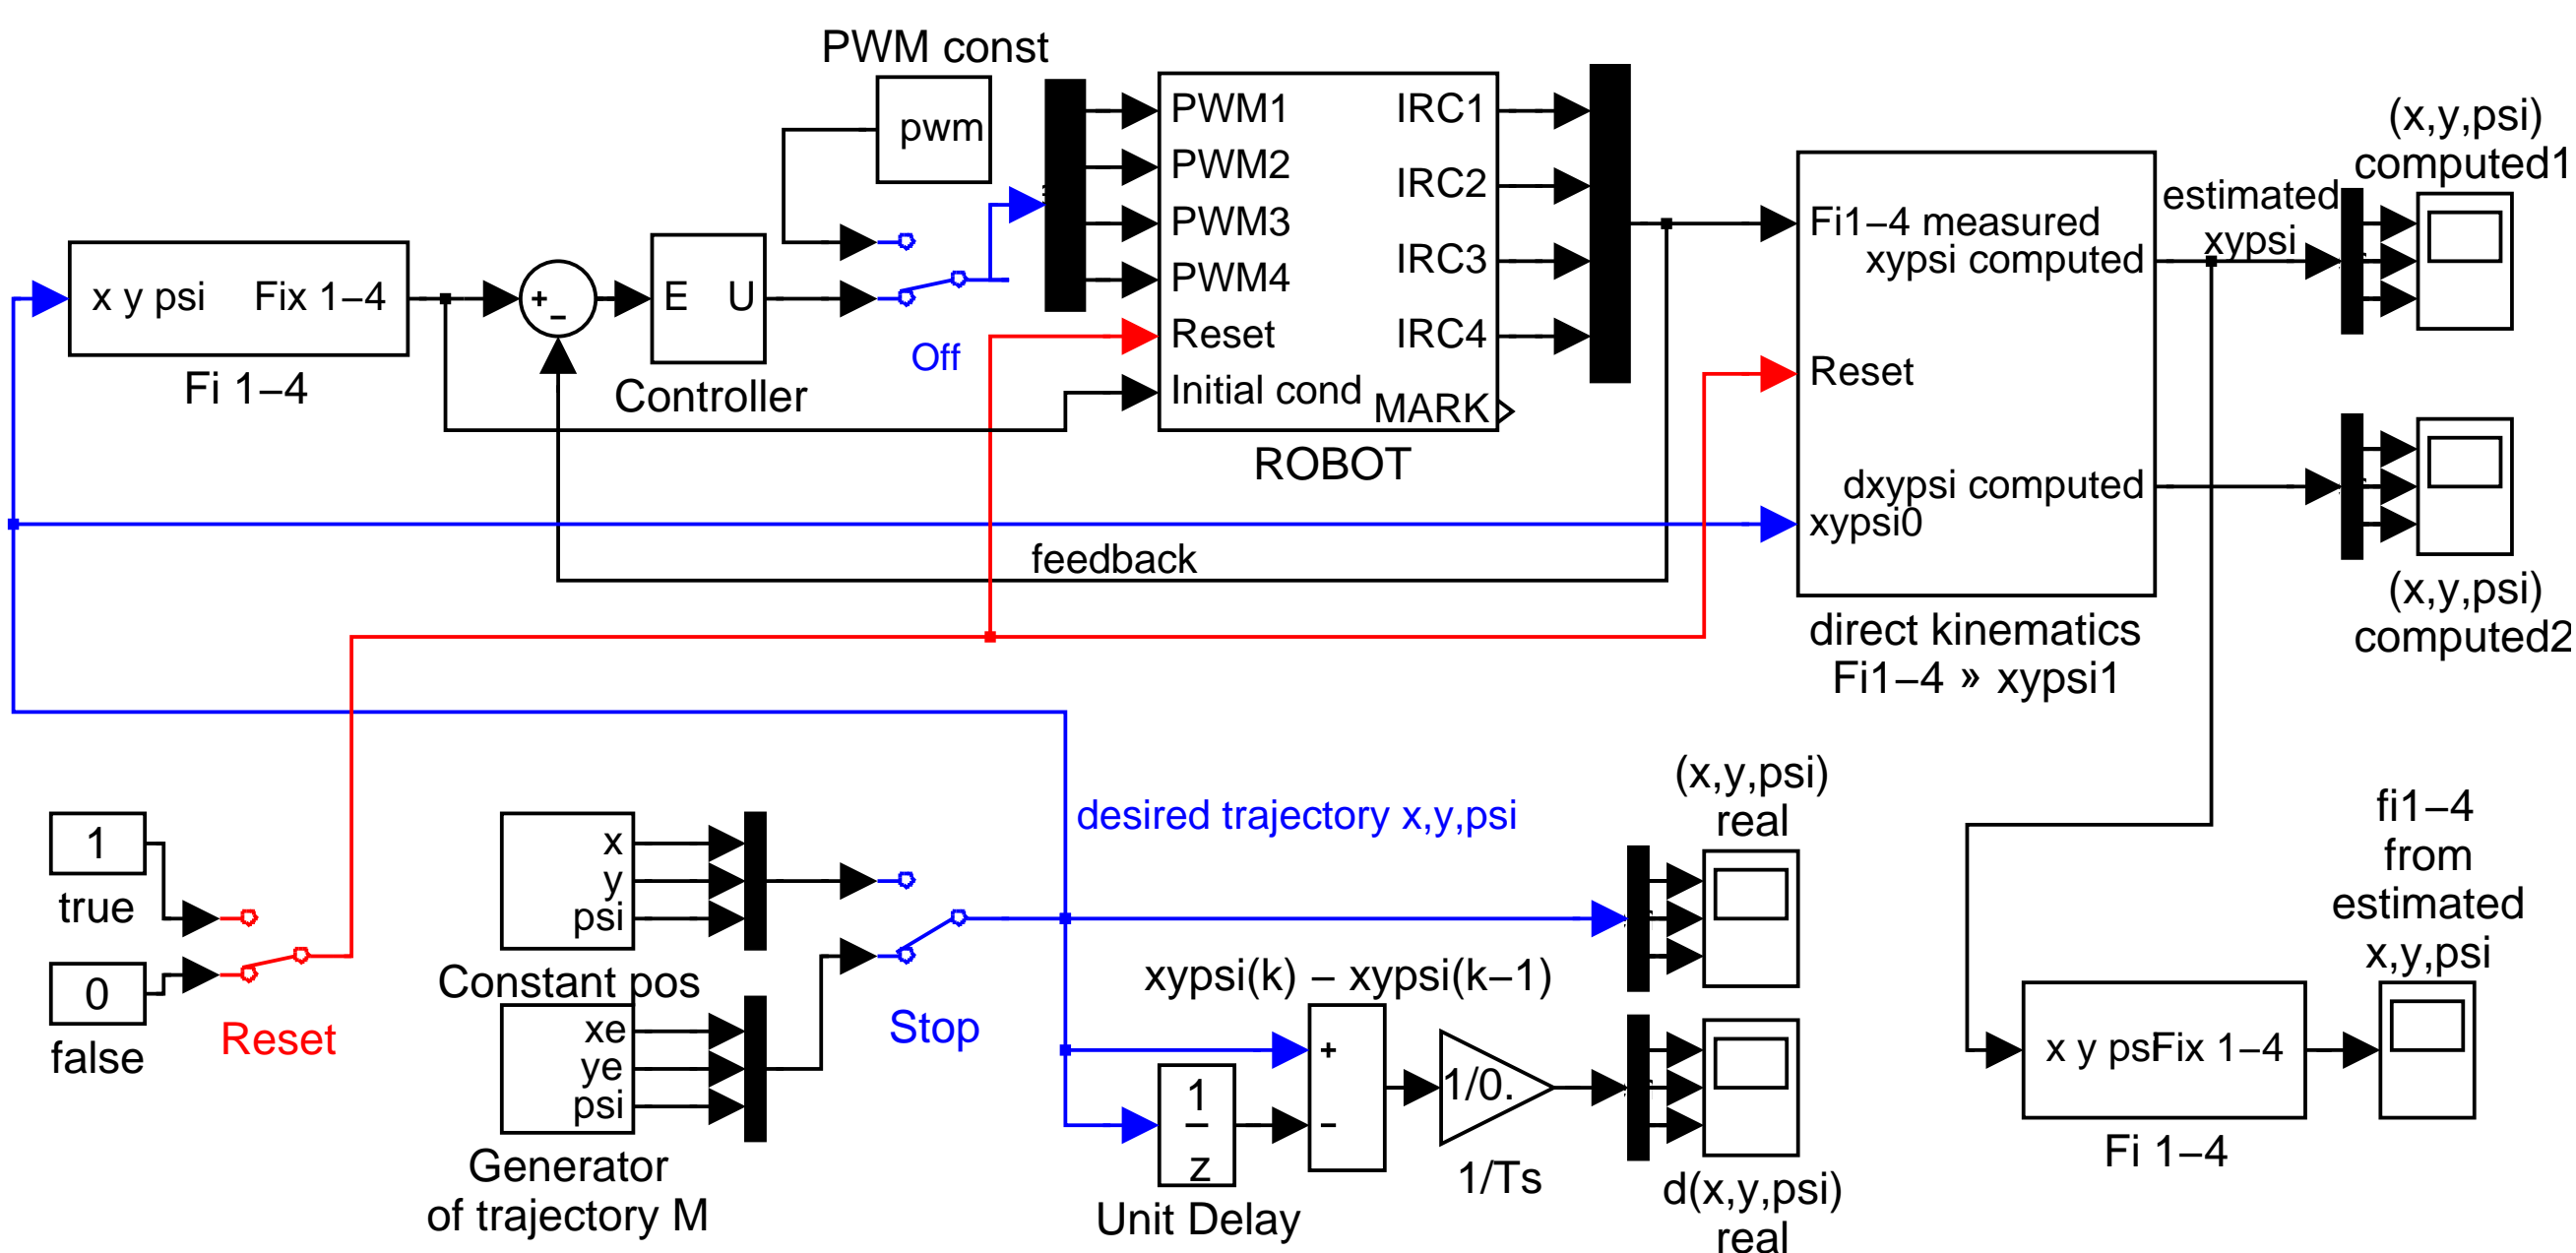 PWM const
pwm
PWM1
PWM2
PWM3
PWM4
Reset
Initial cond
IRC1
IRC2
IRC3
IRC4
MARK
ROBOT
x y psi
Fix 1−4
Fi 1−4
+
−
E
U
Controller
Off
feedback
Fi1−4 measured
xypsi computed
Reset
dxypsi computed
xypsi0
direct kinematics
Fi1−4 » xypsi1
estimated
xypsi
(x,y,psi)
computed1
(x,y,psi)
computed2
1
true
0
false
Reset
x
y
psi
Constant pos
xe
ye
psi
Generator
of trajectory M
Stop
desired trajectory x,y,psi
(x,y,psi)
real
xypsi(k) − xypsi(k−1)
+
−
1
z
Unit Delay
1/0.
1/Ts
d(x,y,psi)
real
fi1−4
from
estimated
x,y,psi
x y psi
Fix 1−4
Fi 1−4